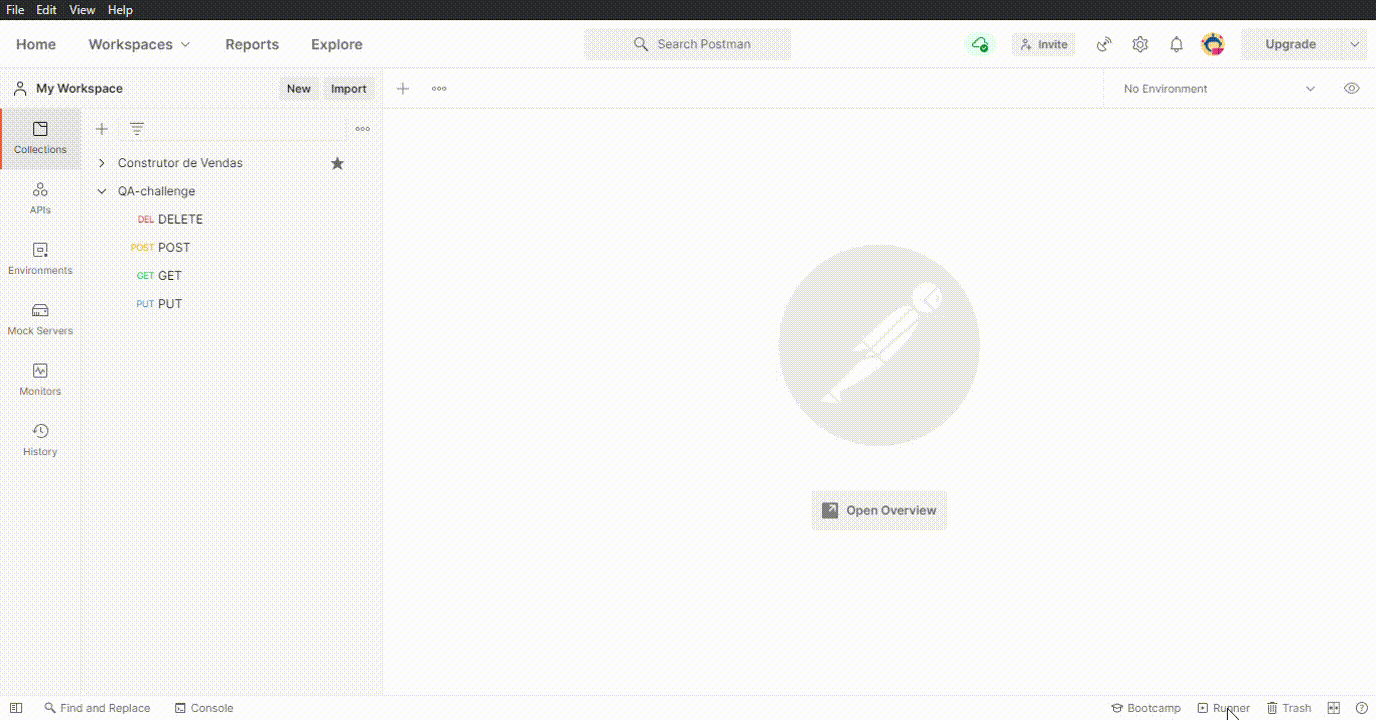 File Edit View Help
Home Workspaces Reports Explore Search Postman Invite Upgrade
My Workspace New Import No Environment
Collections
Construtor de Vendas
QA-challenge
APIs
DEL DELETE
POST POST
Environments
GET GET
PUT PUT
Mock Servers
Monitors
History
Open Overview
Find and Replace Console Bootcamp Runner Trash